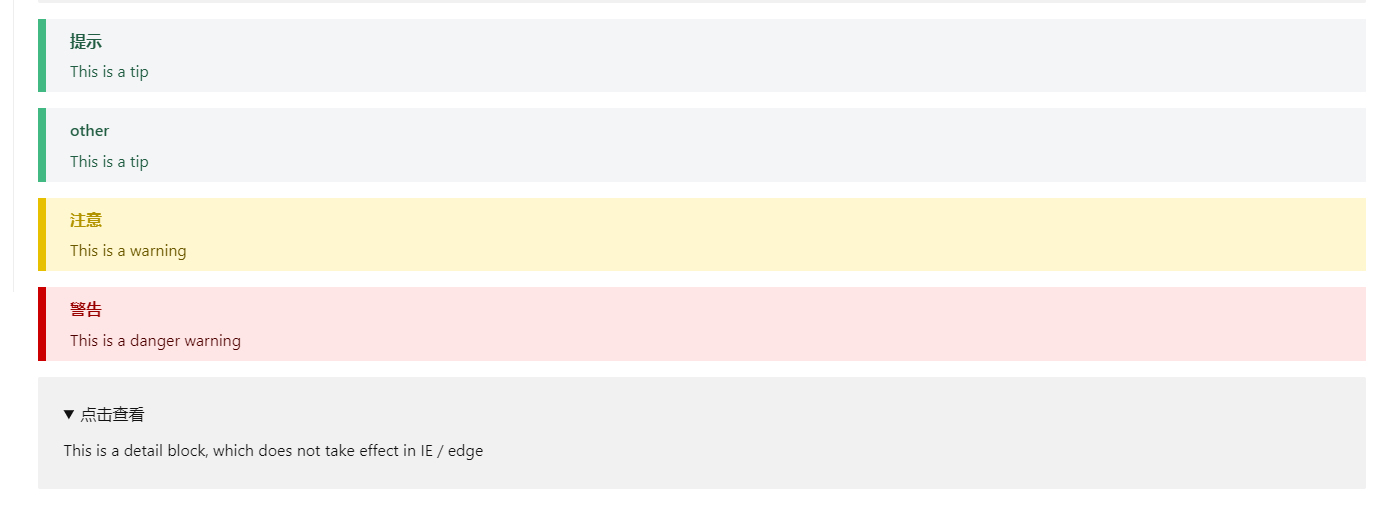 提示
This is a tip
other
This is a tip
注意
This is a warning
警告
This is a danger warning
▼ 点击查看
This is a detail block, which does not take effect in IE / edge